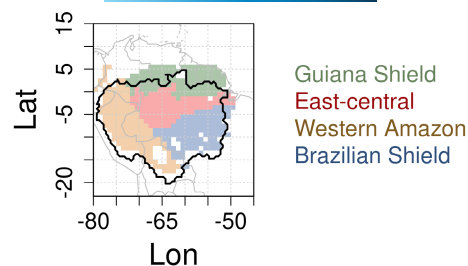 15
5
-5
-20
Lat
-80
-65
-50
Lon
Guiana Shield
East-central
Western Amazon
Brazilian Shield